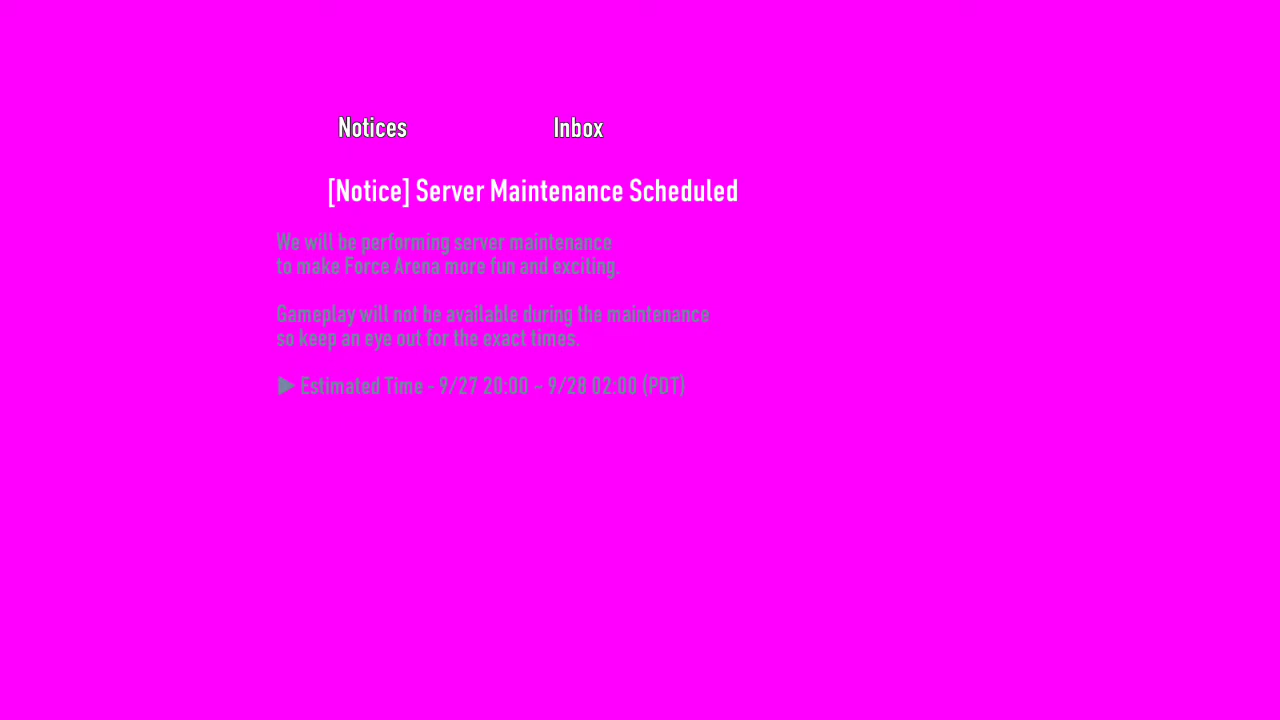 Notices
Inbox
[Notice] Server Maintenance Scheduled
We will be performing server maintenance
to make Force Arena more fun and exciting.
Gameplay will not be available during the maintenance
so keep an eye out for the exact times.
▶ Estimated Time - 9/27 20:00 ~ 9/28 02:00 (PDT)